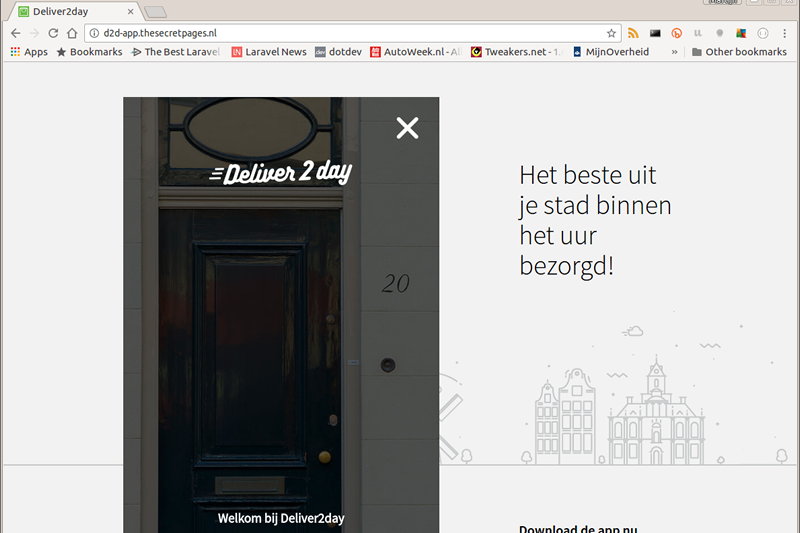 Deliver2day
d2d-app.thesecretpages.nl
Apps Bookmarks The Best Laravel Laravel News dotdev AutoWeek.nl - Al Tweakers.net - 1. MijnOverheid » Other bookmarks
Deliver 2 day
20
Welkom bij Deliver2day
Het beste uit
je stad binnen
het uur
bezorgd!
Download de app nu